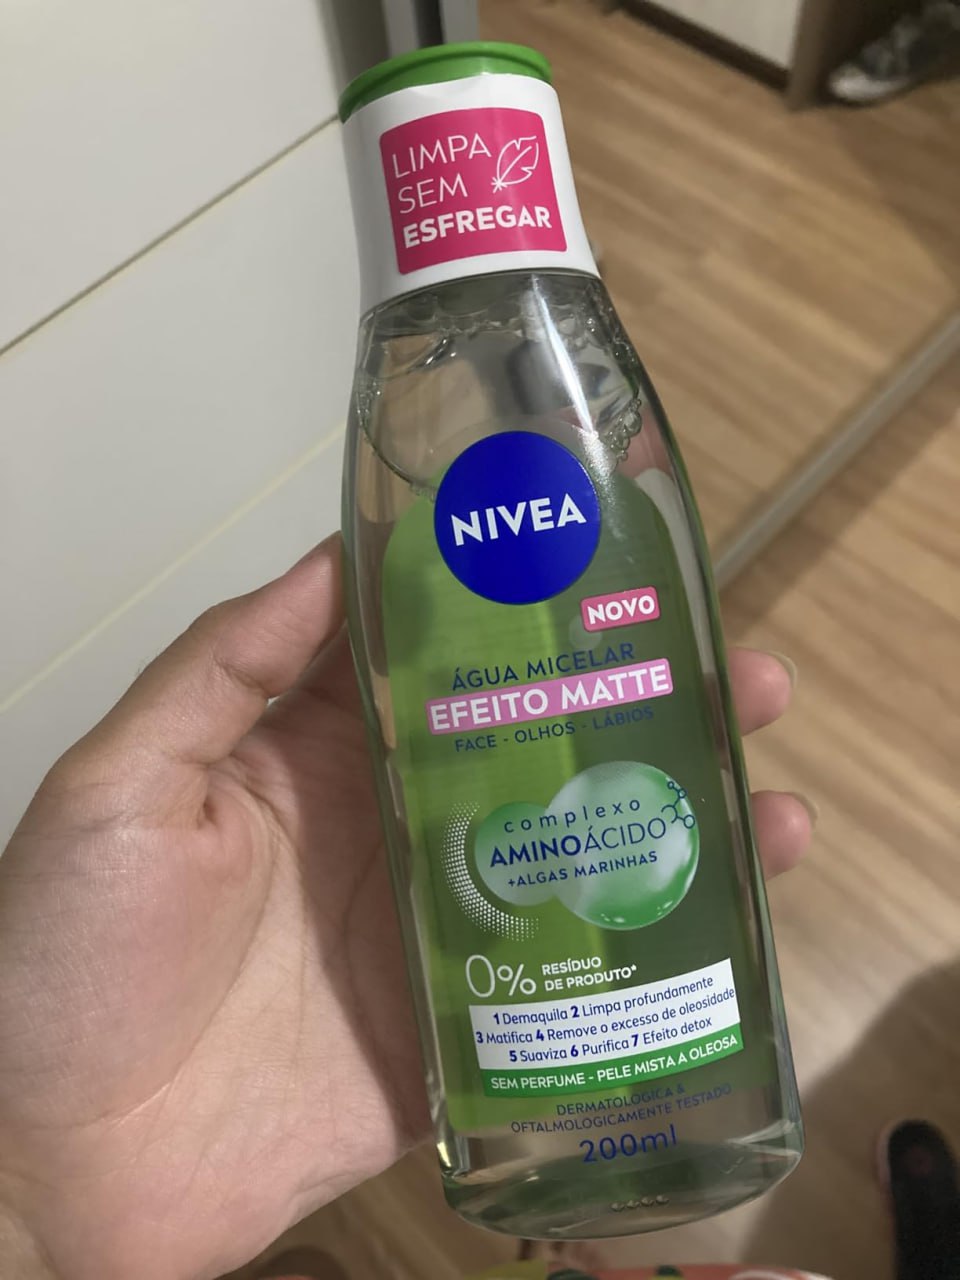 LIMPA
SEM
ESFREGAR
NIVEA
NOVO
ÁGUA MICELAR
EFEITO MATTE
FACE - OLHOS - LÁBIOS
complexo
AMINOÁCIDO
+ALGAS MARINHAS
0% RESÍDUO
DE PRODUTO*
1 Demaquila 2 Limpa profundamente
3 Matifica 4 Remove o excesso de oleosidade
5 Suaviza 6 Purifica 7 Efeito detox
SEM PERFUME - PELE MISTA A OLEOSA
DERMATOLÓGICA &
OFTALMOLOGICAMENTE TESTADO
200ml